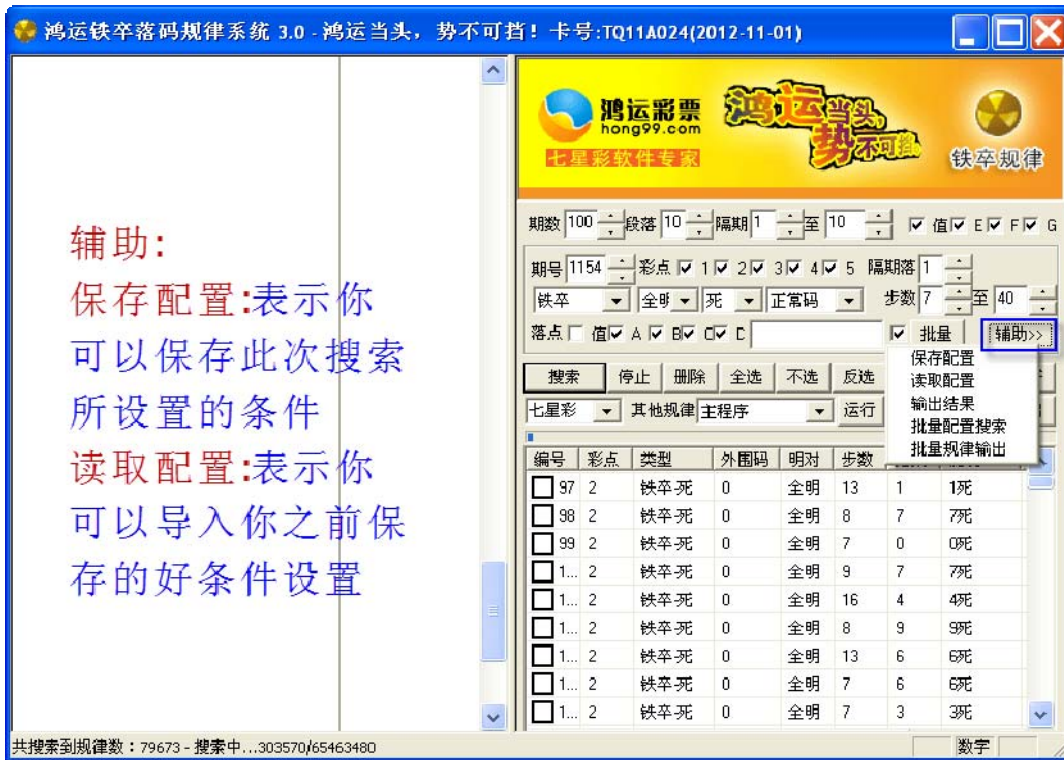 鸿运铁卒落码规律系统 3.0 - 鸿运当头，势不可挡！卡号:TQ11A024(2012-11-01)
辅助:
保存配置:表示你
可以保存此次搜索
所设置的条件
读取配置:表示你
可以导入你之前保
存的好条件设置
鸿运彩票
hong99.com
七星彩软件专家
鸿运当头,
势不可挡
铁卒规律
期数 100 段落 10 隔期 1 至 10 值 E F G
期号 1154 彩点 1 2 3 4 5 隔期落 1
铁卒 全明 死 正常码 步数 7 至 40
落点 值 A B C D 批量 辅助>>
保存配置
读取配置
输出结果
批量配置搜索
批量规律输出
搜索 停止 删除 全选 不选 反选
七星彩 其他规律 主程序 运行
编号 彩点 类型 外围码 明对 步数
97 2 铁卒-死 0 全明 13 1 1死
98 2 铁卒-死 0 全明 8 7 7死
99 2 铁卒-死 0 全明 7 0 0死
1... 2 铁卒-死 0 全明 9 7 7死
1... 2 铁卒-死 0 全明 16 4 4死
1... 2 铁卒-死 0 全明 8 9 9死
1... 2 铁卒-死 0 全明 13 6 6死
1... 2 铁卒-死 0 全明 7 6 6死
1... 2 铁卒-死 0 全明 7 3 3死
共搜索到规律数：79673 - 搜索中...303570/65463480
数字